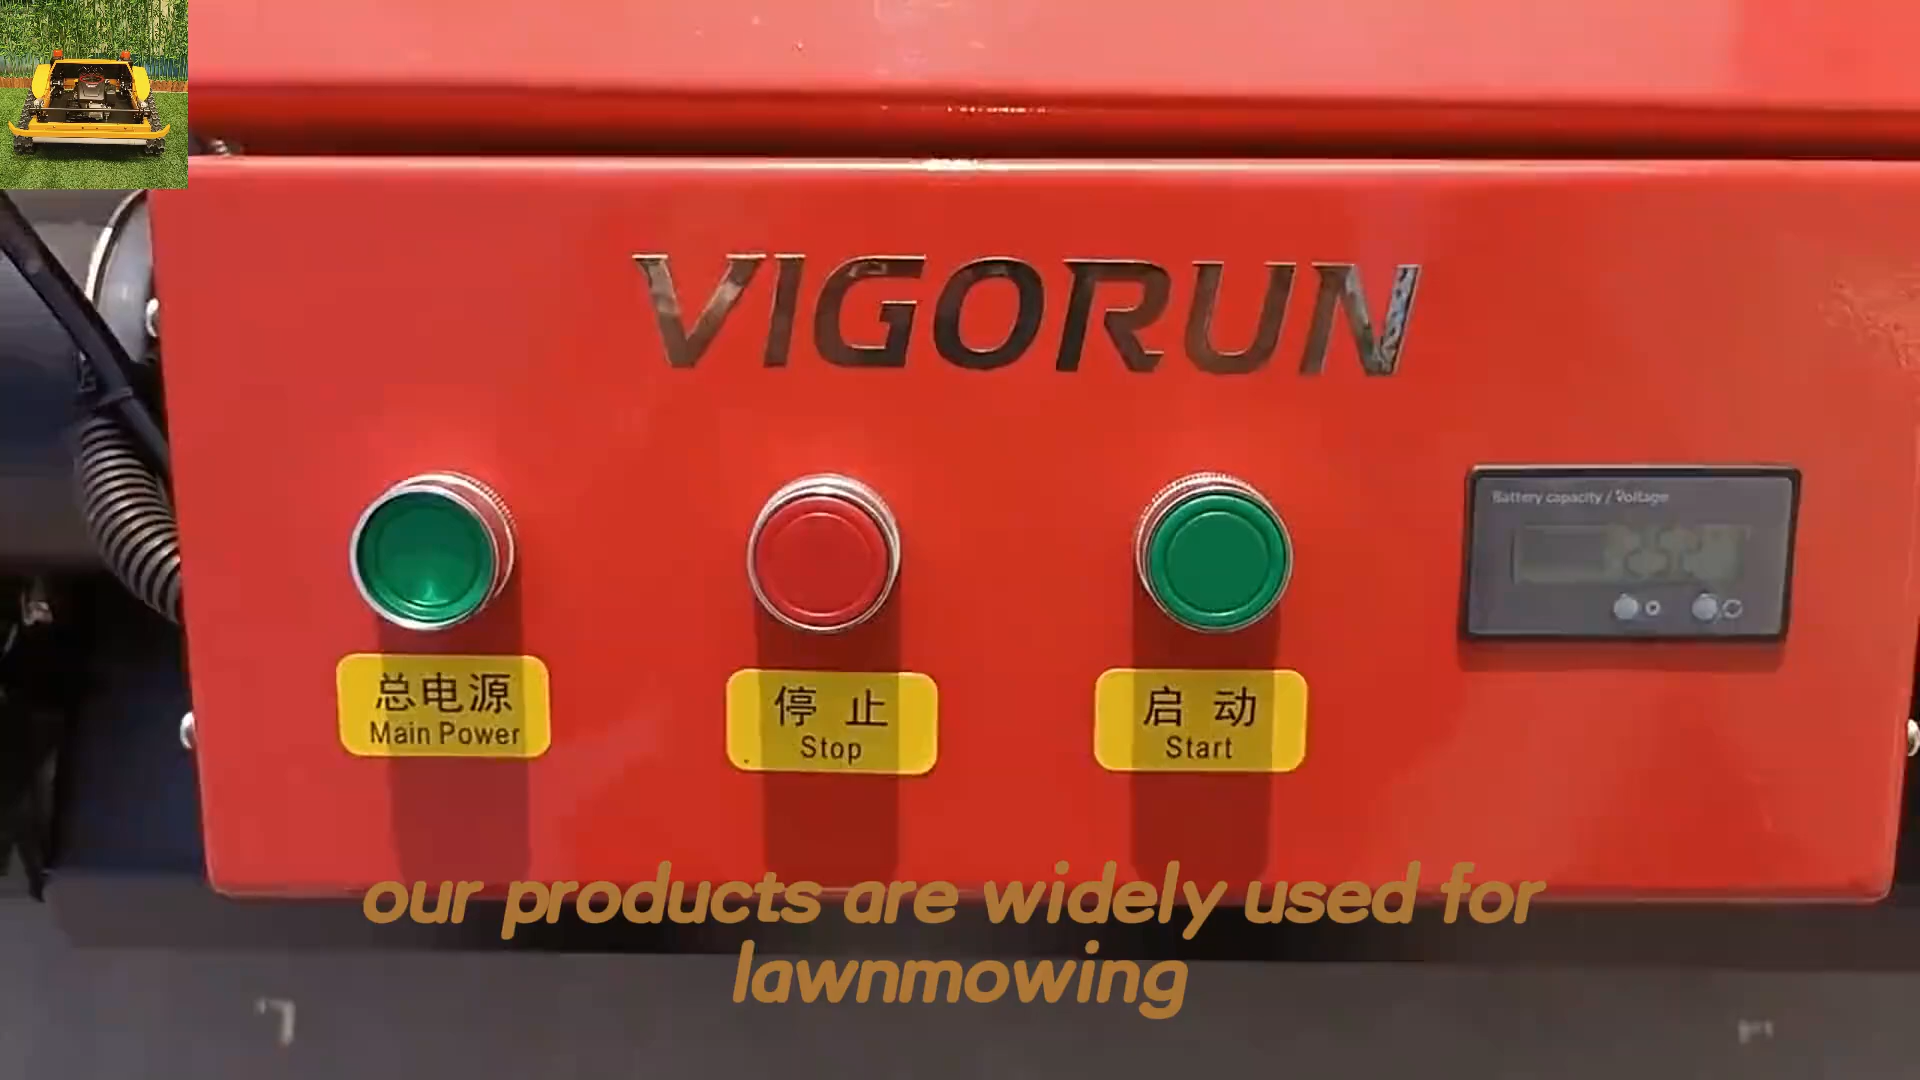 VIGORUN
Battery capacity / Voltage
总电源
Main Power
停止
Stop
启动
Start
our products are widely used for
lawnmowing